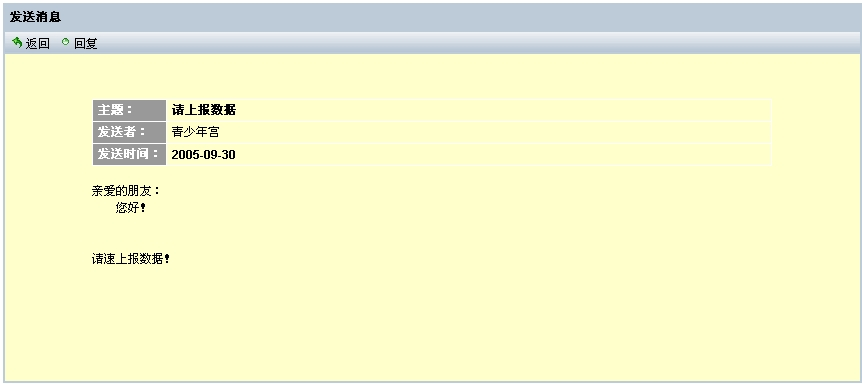 发送消息
返回 回复
主题： 请上报数据
发送者： 青少年宫
发送时间： 2005-09-30
亲爱的朋友：
您好！
请速上报数据！